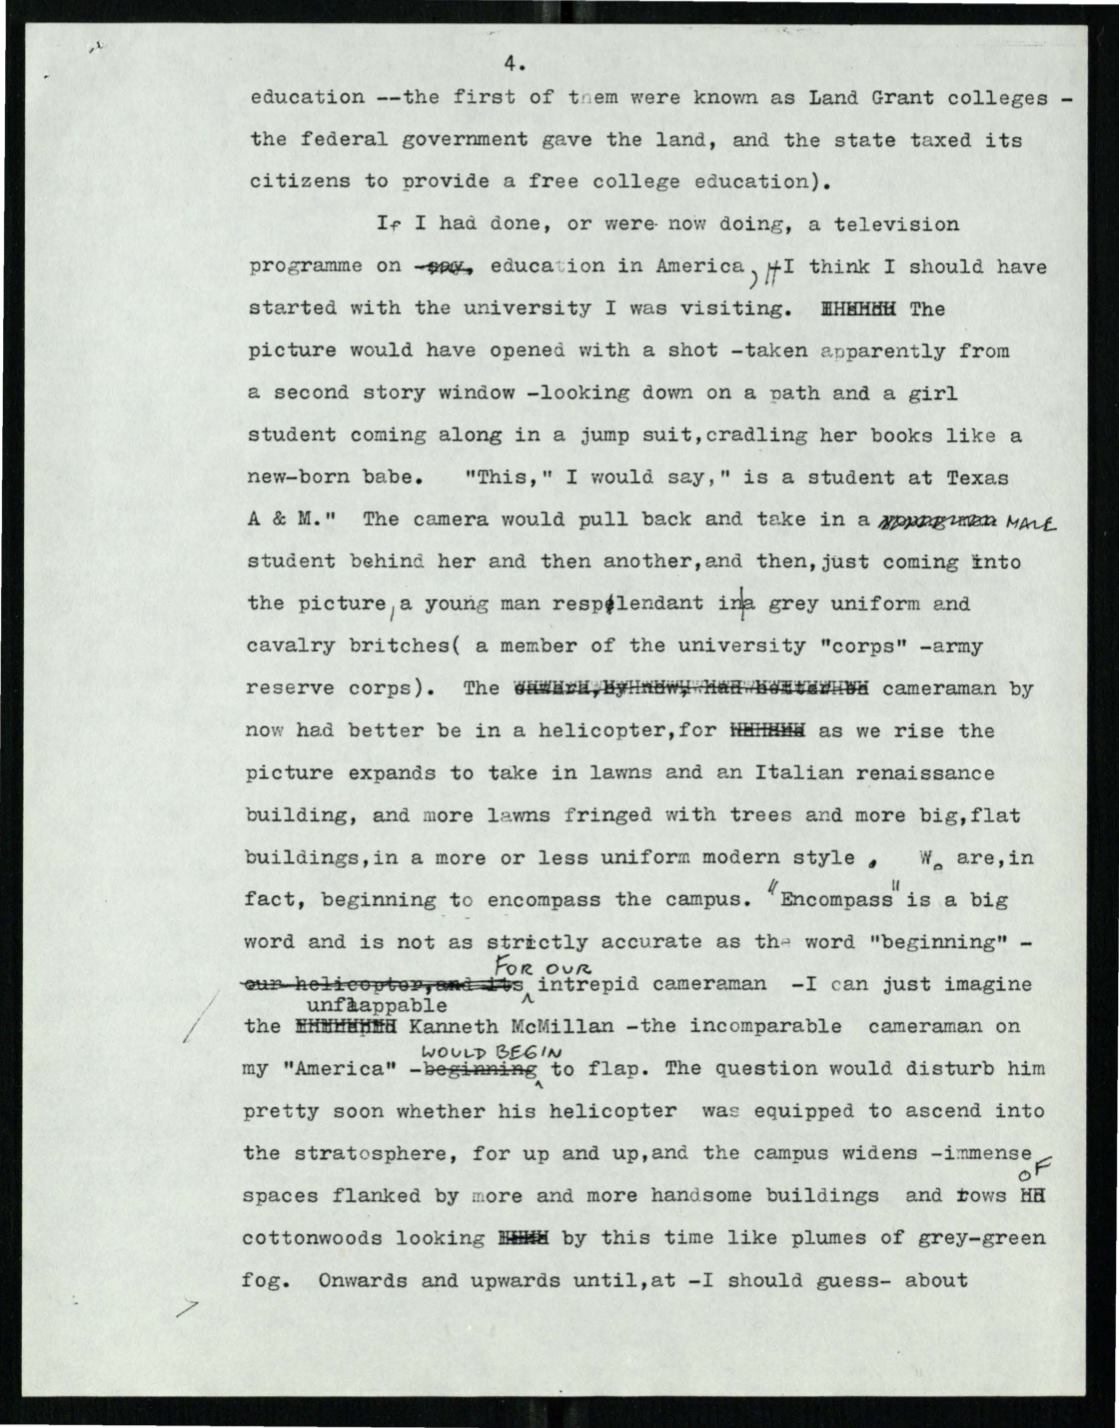 4.
education --the first of them were known as Land Grant colleges -
the federal government gave the land, and the state taxed its
citizens to provide a free college education).
If I had done, or were now doing, a television
programme on say, education in America, I think I should have
started with the university I was visiting. The
picture would have opened with a shot -taken apparently from
a second story window -looking down on a path and a girl
student coming along in a jump suit,cradling her books like a
new-born babe. "This," I would say," is a student at Texas
A & M." The camera would pull back and take in a young man MALE
student behind her and then another,and then,just coming into
the picture,a young man resplendent in a grey uniform and
cavalry britches( a member of the university "corps" -army
reserve corps). The camera, by now, had better be cameraman by
now had better be in a helicopter,for as we rise the
picture expands to take in lawns and an Italian renaissance
building, and more lawns fringed with trees and more big,flat
buildings,in a more or less uniform modern style . We are,in
fact, beginning to encompass the campus. "Encompass" is a big
word and is not as strictly accurate as the word "beginning" -
FOR OUR
our helicopter,and its intrepid cameraman -I can just imagine
unflappable
the Kanneth McMillan -the incomparable cameraman on
WOULD BEGIN
my "America" -beginning to flap. The question would disturb him
pretty soon whether his helicopter was equipped to ascend into
the stratosphere, for up and up,and the campus widens -immense
OF
spaces flanked by more and more handsome buildings and rows
cottonwoods looking by this time like plumes of grey-green
fog. Onwards and upwards until,at -I should guess- about